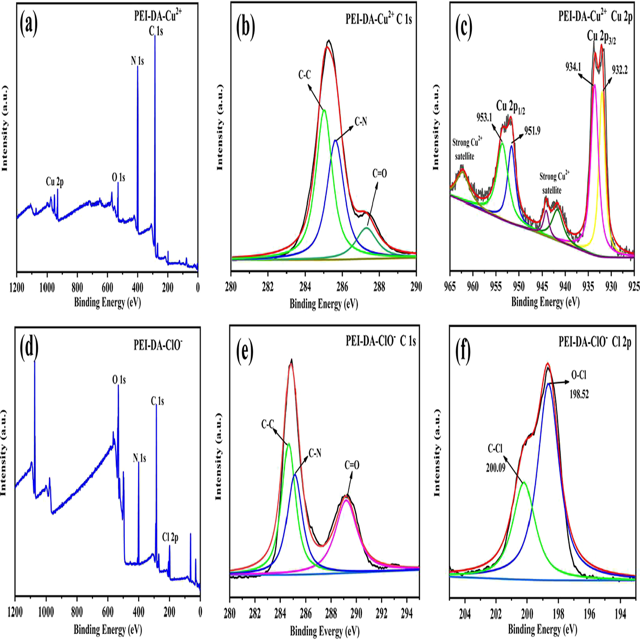 (a)
PEI-DA-Cu2+
C 1s
N 1s
O 1s
Cu 2p
Intensity (a.u.)
1200 1000 800 600 400 200 0
Binding Energy (eV)
(b)
PEI-DA-Cu2+ C 1s
C-C
C-N
C=O
Intensity (a.u.)
280 282 284 286 288 290
Binding Energy (eV)
(c)
PEI-DA-Cu2+ Cu 2p
Cu 2p3/2
934.1
932.2
Cu 2p1/2
953.1
951.9
Strong Cu2+
satellite
Strong Cu2+
satellite
Intensity (a.u.)
965 960 955 950 945 940 935 930 925
Binding Energy (eV)
(d)
PEI-DA-ClO-
O 1s
C 1s
N 1s
Cl 2p
Intensity (a.u.)
1200 1000 800 600 400 200 0
Binding Energy (eV)
(e)
PEI-DA-ClO- C 1s
C-C
C-N
C=O
Intensity (a.u.)
280 282 284 286 288 290 292 294
Binding Energy (eV)
(f)
PEI-DA-ClO- Cl 2p
O-Cl
198.52
C-Cl
200.09
Intensity (a.u.)
204 202 200 198 196 194
Binding Energy (eV)